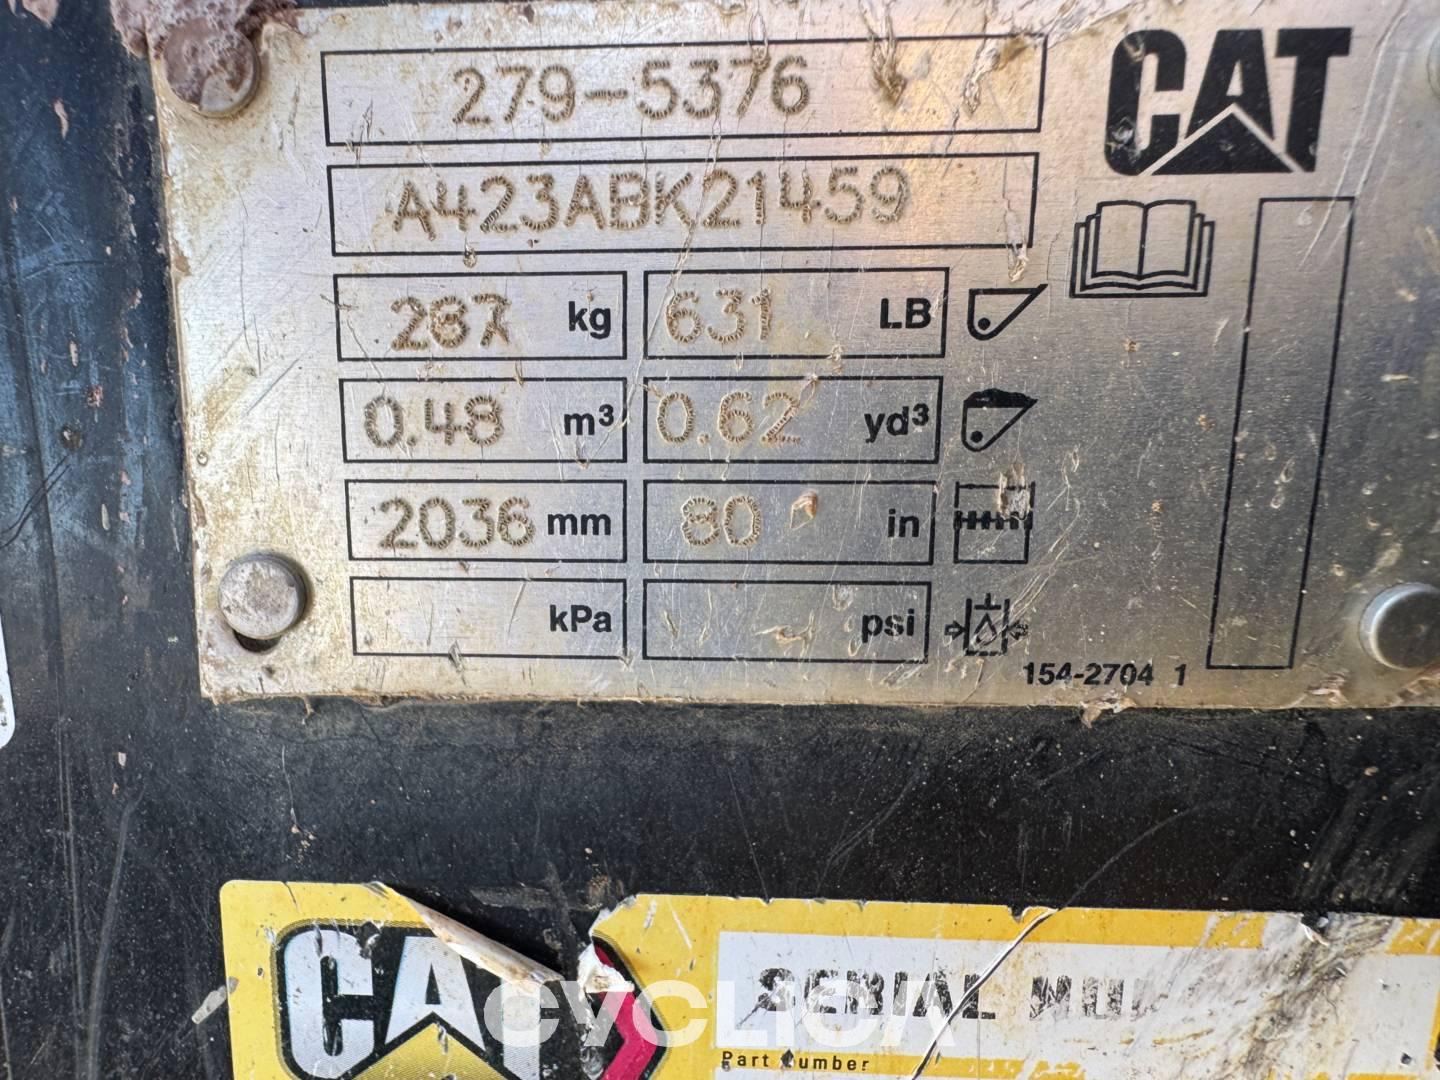 279-5376
CAT
A423ABK21459
287 kg 631 LB
0.48 m³ 0.62 yd³
2036 mm 80 in
kPa psi
154-2704 1
CAT
SERIAL
Part Number
CYCLICA